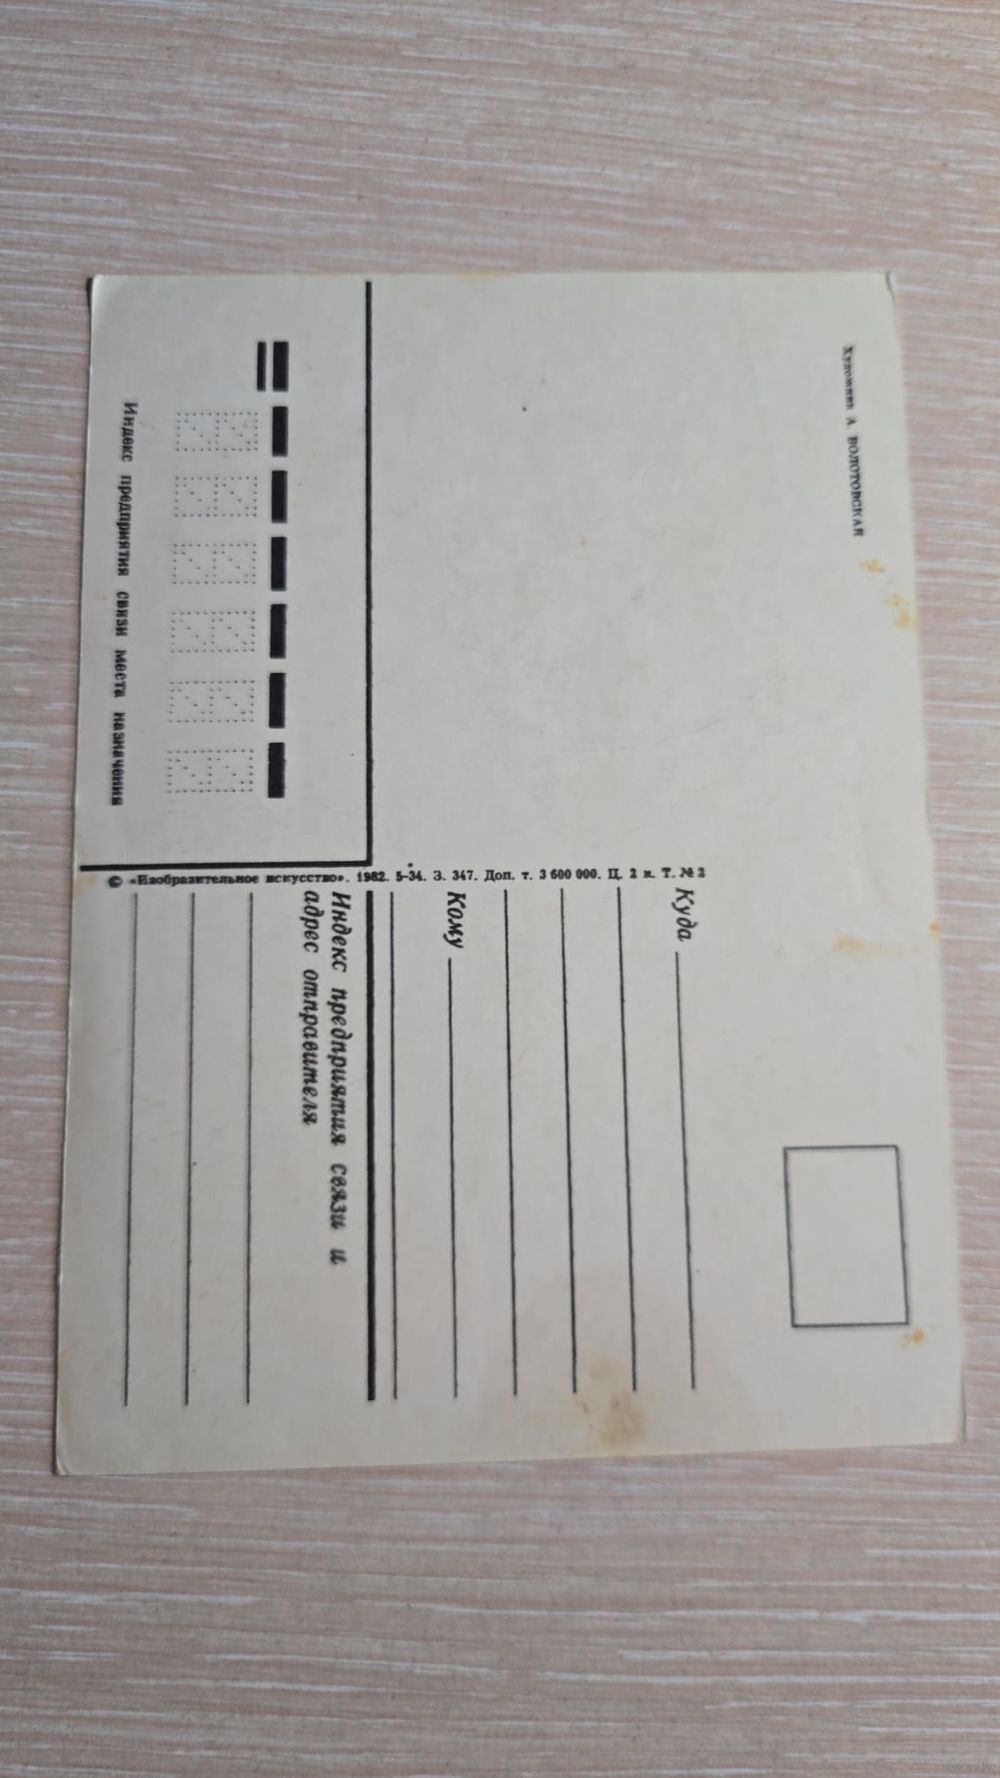 Художник А. ВОЛОТОВСКАЯ
Куда
Кому
Индекс предприятия связи и
адрес отправителя
Индекс предприятия связи места назначения
© «Изобразительное искусство». 1982. 5-34. З. 347. Доп. т. 3 600 000. Ц. 2 к. Т. № 2